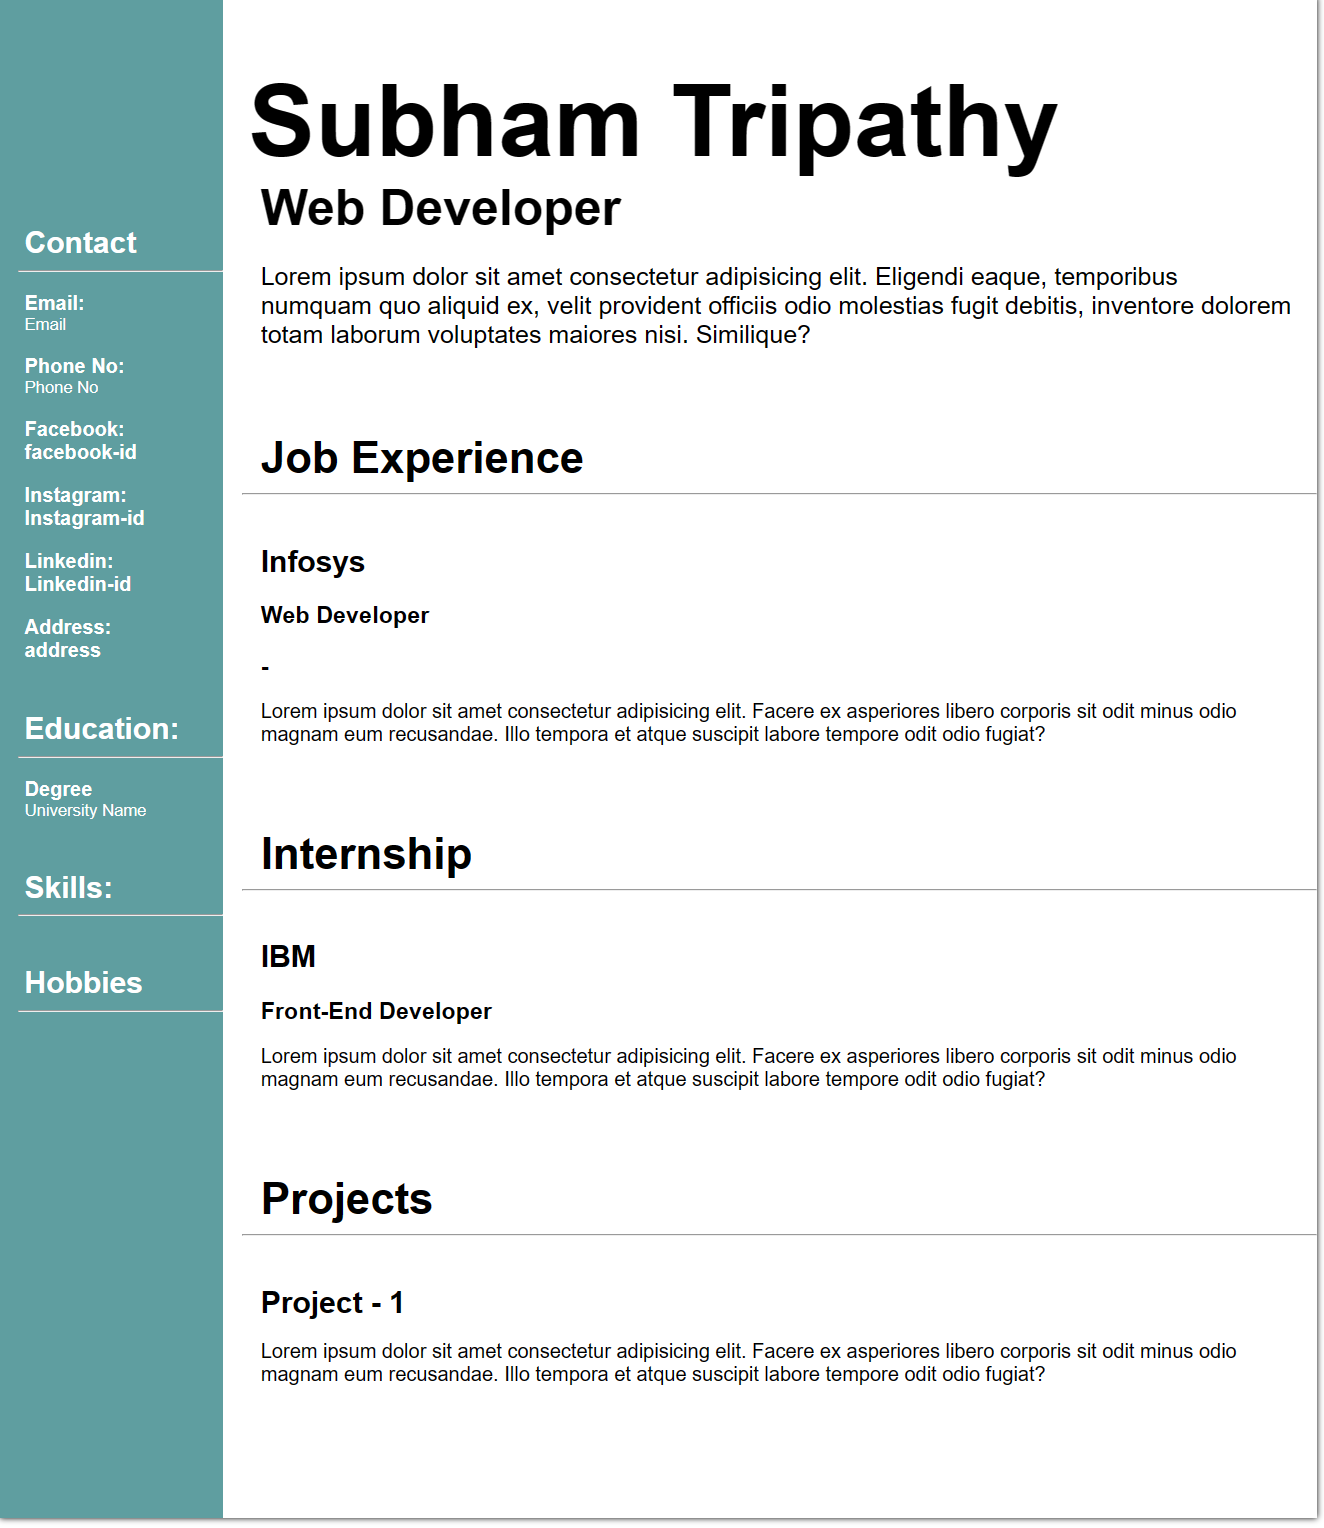 Contact
Email:
Email
Phone No:
Phone No
Facebook:
facebook-id
Instagram:
Instagram-id
Linkedin:
Linkedin-id
Address:
address
Education:
Degree
University Name
Skills:
Hobbies
Subham Tripathy
Web Developer
Lorem ipsum dolor sit amet consectetur adipisicing elit. Eligendi eaque, temporibus
numquam quo aliquid ex, velit provident officiis odio molestias fugit debitis, inventore dolorem
totam laborum voluptates maiores nisi. Similique?
Job Experience
Infosys
Web Developer
-
Lorem ipsum dolor sit amet consectetur adipisicing elit. Facere ex asperiores libero corporis sit odit minus odio
magnam eum recusandae. Illo tempora et atque suscipit labore tempore odit odio fugiat?
Internship
IBM
Front-End Developer
Lorem ipsum dolor sit amet consectetur adipisicing elit. Facere ex asperiores libero corporis sit odit minus odio
magnam eum recusandae. Illo tempora et atque suscipit labore tempore odit odio fugiat?
Projects
Project - 1
Lorem ipsum dolor sit amet consectetur adipisicing elit. Facere ex asperiores libero corporis sit odit minus odio
magnam eum recusandae. Illo tempora et atque suscipit labore tempore odit odio fugiat?